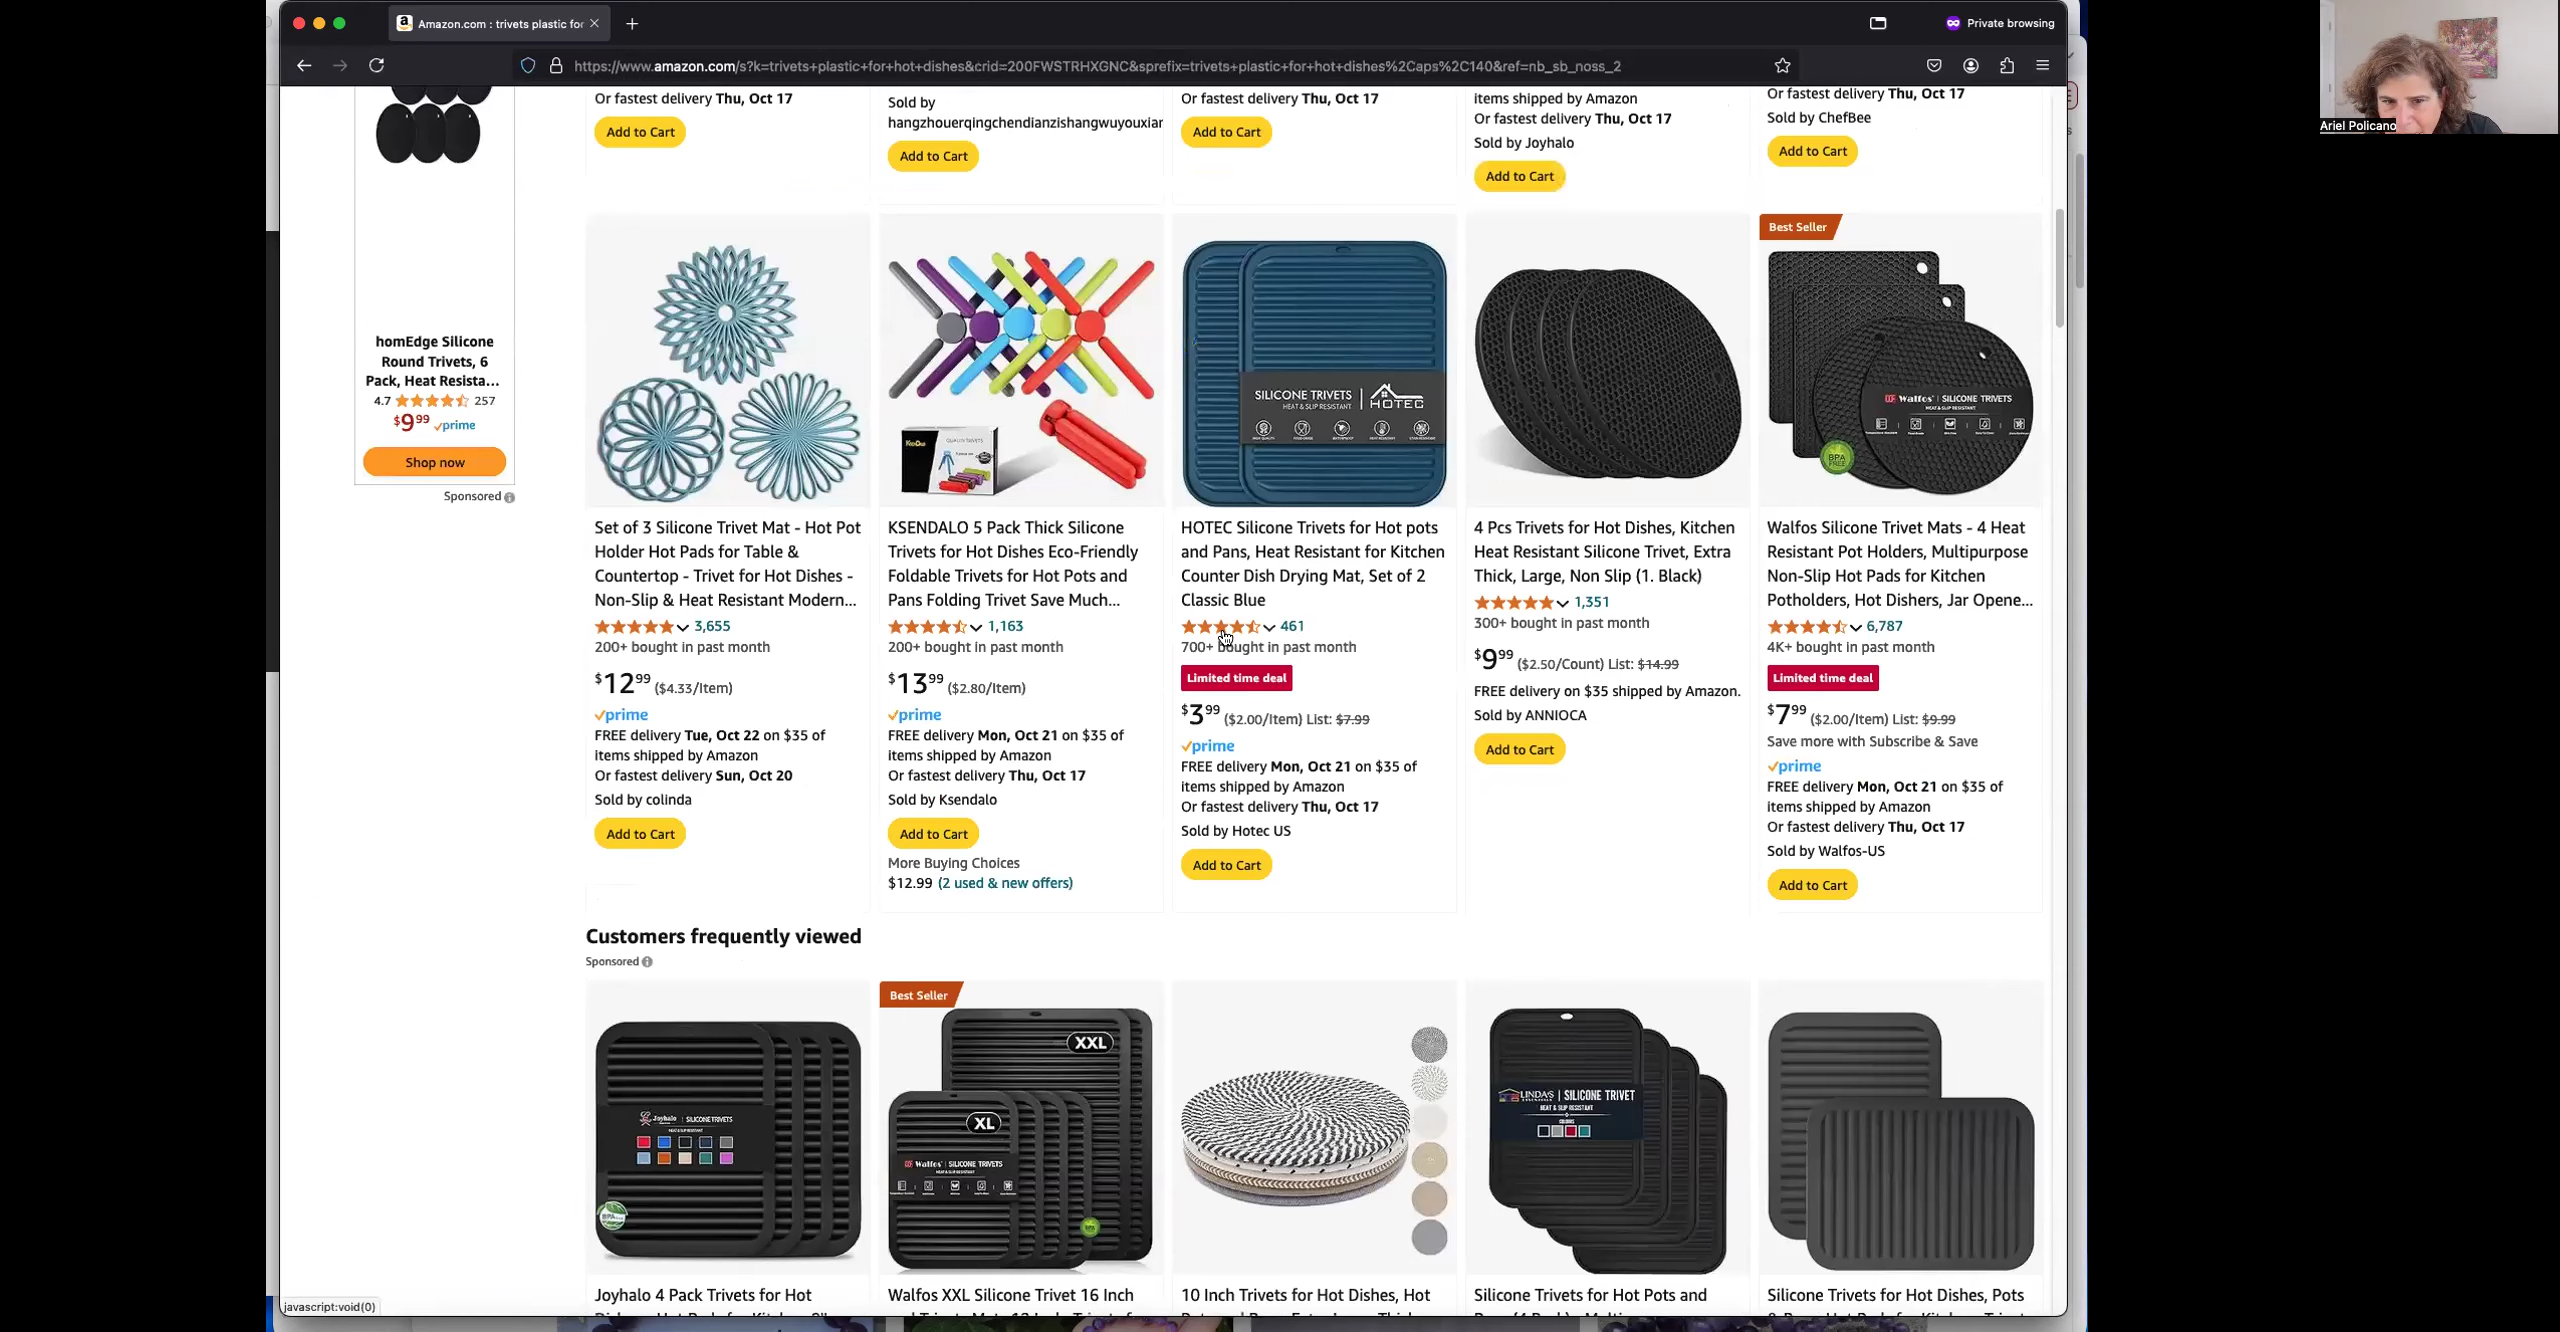 Amazon.com : trivets plastic for
Private browsing
https://www.amazon.com/s?k=trivets+plastic+for+hot+dishes&crid=200FWSTRHXGNC&sprefix=trivets+plastic+for+hot+dishes%2Caps%2C140&ref=nb_sb_noss_2
Ariel Policano
Or fastest delivery Thu, Oct 17
Add to Cart
Sold by
hangzhouerqingchendianzishangwuyouxiar
Add to Cart
Or fastest delivery Thu, Oct 17
Add to Cart
items shipped by Amazon
Or fastest delivery Thu, Oct 17
Sold by Joyhalo
Add to Cart
Or fastest delivery Thu, Oct 17
Sold by ChefBee
Add to Cart
homEdge Silicone
Round Trivets, 6
Pack, Heat Resista...
4.7 257
$9.99 prime
Shop now
Sponsored
Set of 3 Silicone Trivet Mat - Hot Pot
Holder Hot Pads for Table &
Countertop - Trivet for Hot Dishes -
Non-Slip & Heat Resistant Modern...
3,655
200+ bought in past month
$12.99 ($4.33/Item)
prime
FREE delivery Tue, Oct 22 on $35 of
items shipped by Amazon
Or fastest delivery Sun, Oct 20
Sold by colinda
Add to Cart
QUALITY TRIVETS
KSENDALO 5 Pack Thick Silicone
Trivets for Hot Dishes Eco-Friendly
Foldable Trivets for Hot Pots and
Pans Folding Trivet Save Much...
1,163
200+ bought in past month
$13.99 ($2.80/Item)
prime
FREE delivery Mon, Oct 21 on $35 of
items shipped by Amazon
Or fastest delivery Thu, Oct 17
Sold by Ksendalo
Add to Cart
More Buying Choices
$12.99 (2 used & new offers)
SILICONE TRIVETS
HEAT & SLIP RESISTANT
HOTEC
HOTEC Silicone Trivets for Hot pots
and Pans, Heat Resistant for Kitchen
Counter Dish Drying Mat, Set of 2
Classic Blue
461
700+ bought in past month
Limited time deal
$3.99 ($2.00/Item) List: $7.99
prime
FREE delivery Mon, Oct 21 on $35 of
items shipped by Amazon
Or fastest delivery Thu, Oct 17
Sold by Hotec US
Add to Cart
4 Pcs Trivets for Hot Dishes, Kitchen
Heat Resistant Silicone Trivet, Extra
Thick, Large, Non Slip (1. Black)
1,351
300+ bought in past month
$9.99 ($2.50/Count) List: $14.99
FREE delivery on $35 shipped by Amazon.
Sold by ANNIOCA
Add to Cart
Best Seller
Walfos | SILICONE TRIVETS
HEAT & SLIP RESISTANT
BPA FREE
Walfos Silicone Trivet Mats - 4 Heat
Resistant Pot Holders, Multipurpose
Non-Slip Hot Pads for Kitchen
Potholders, Hot Dishers, Jar Opene...
6,787
4K+ bought in past month
Limited time deal
$7.99 ($2.00/Item) List: $9.99
Save more with Subscribe & Save
prime
FREE delivery Mon, Oct 21 on $35 of
items shipped by Amazon
Or fastest delivery Thu, Oct 17
Sold by Walfos-US
Add to Cart
Customers frequently viewed
Sponsored
Joyhalo | SILICONE TRIVETS
Joyhalo 4 Pack Trivets for Hot
Best Seller
XXL
XL
Walfos | SILICONE TRIVETS
Walfos XXL Silicone Trivet 16 Inch
10 Inch Trivets for Hot Dishes, Hot
LINDA'S | SILICONE TRIVET
HEAT & SLIP RESISTANT
COLOURS
Silicone Trivets for Hot Pots and
Silicone Trivets for Hot Dishes, Pots
javascript:void(0)